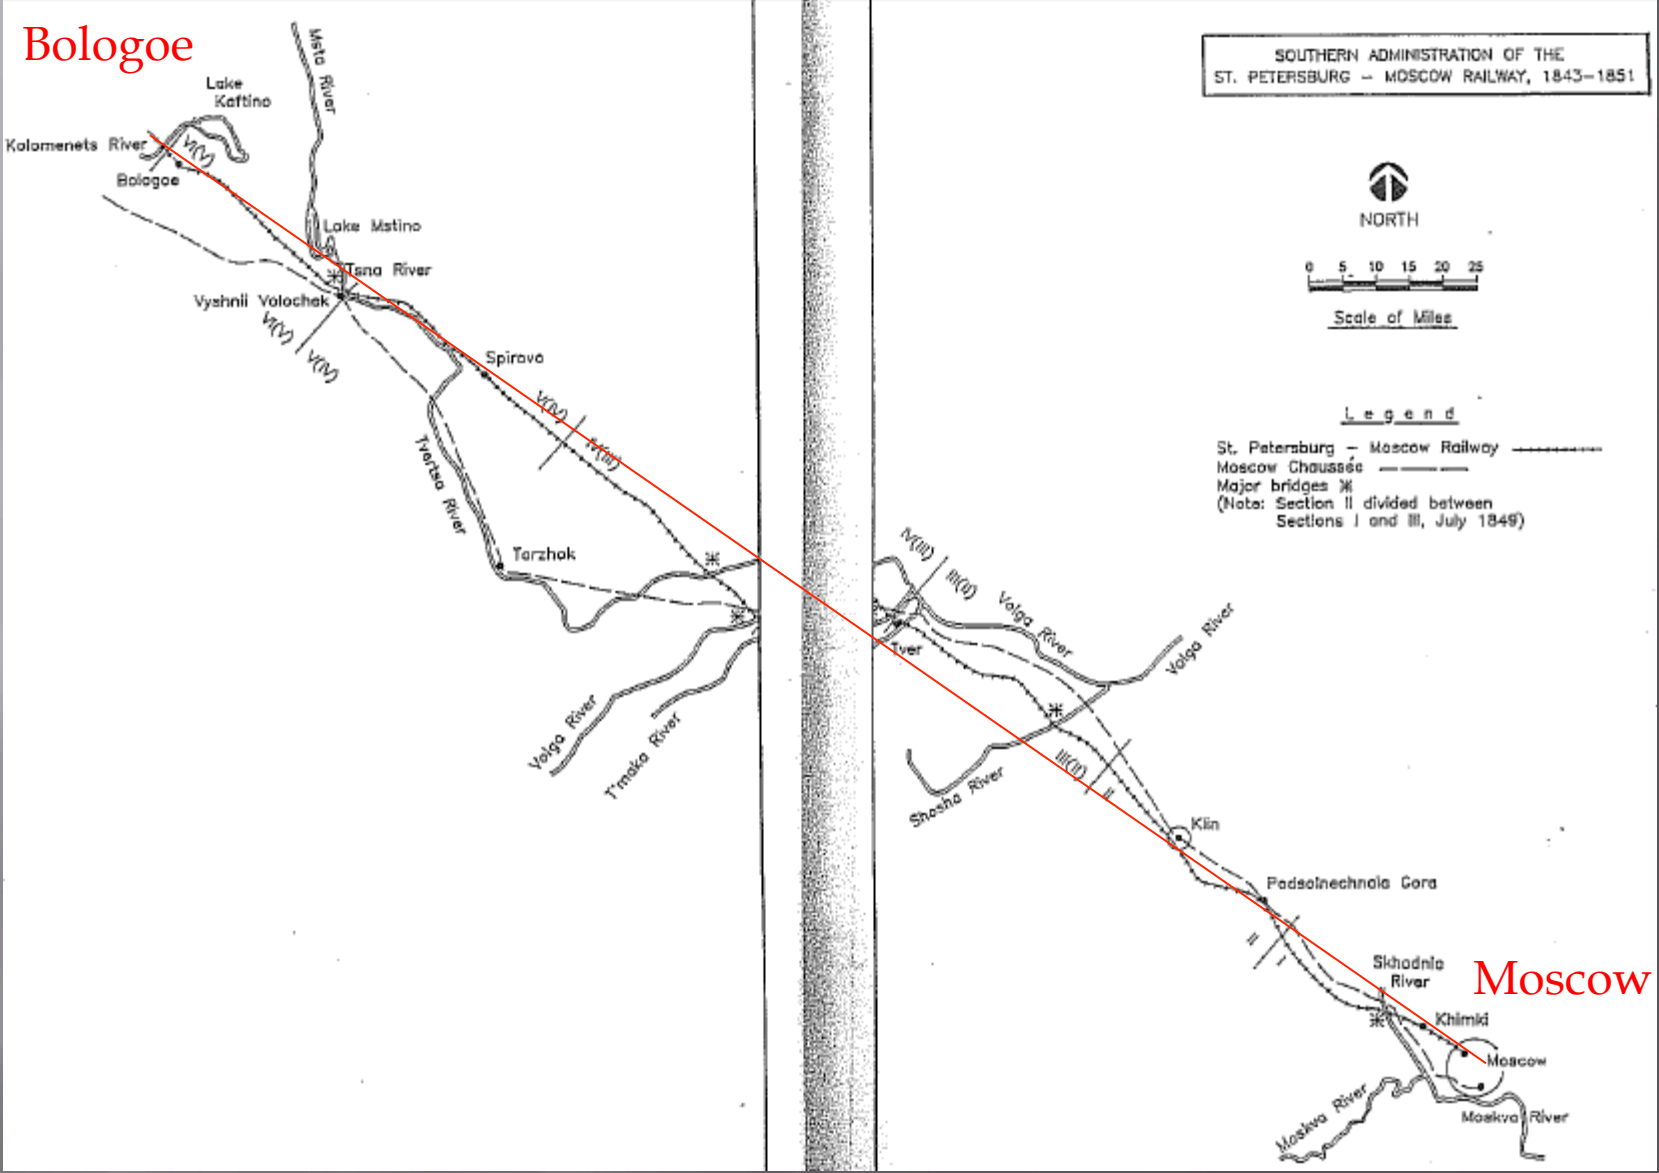 Bologoe
SOUTHERN ADMINISTRATION OF THE
ST. PETERSBURG – MOSCOW RAILWAY, 1843–1851
Msta River
Lake
Kaftino
Kolomenets River
VI(V)
Bologoe
NORTH
Lake Mstino
Tsna River
Vyshnii Volochek
VI(V)
V(IV)
0 5 10 15 20 25
Scale of Miles
Spirovo
V(IV)
IV(III)
Legend
St. Petersburg – Moscow Railway
Moscow Chaussée
Major bridges
(Note: Section II divided between
Sections I and III, July 1849)
Tvertsa River
Torzhok
IV(III)
III(II)
Volga River
Volga River
Tver
Volga River
T'maka River
Shosha River
III(II)
II
Klin
Podsolnechnaia Gora
II
I
Skhodnia
River
Moscow
Khimki
Moscow
Moskva River
Moskva River